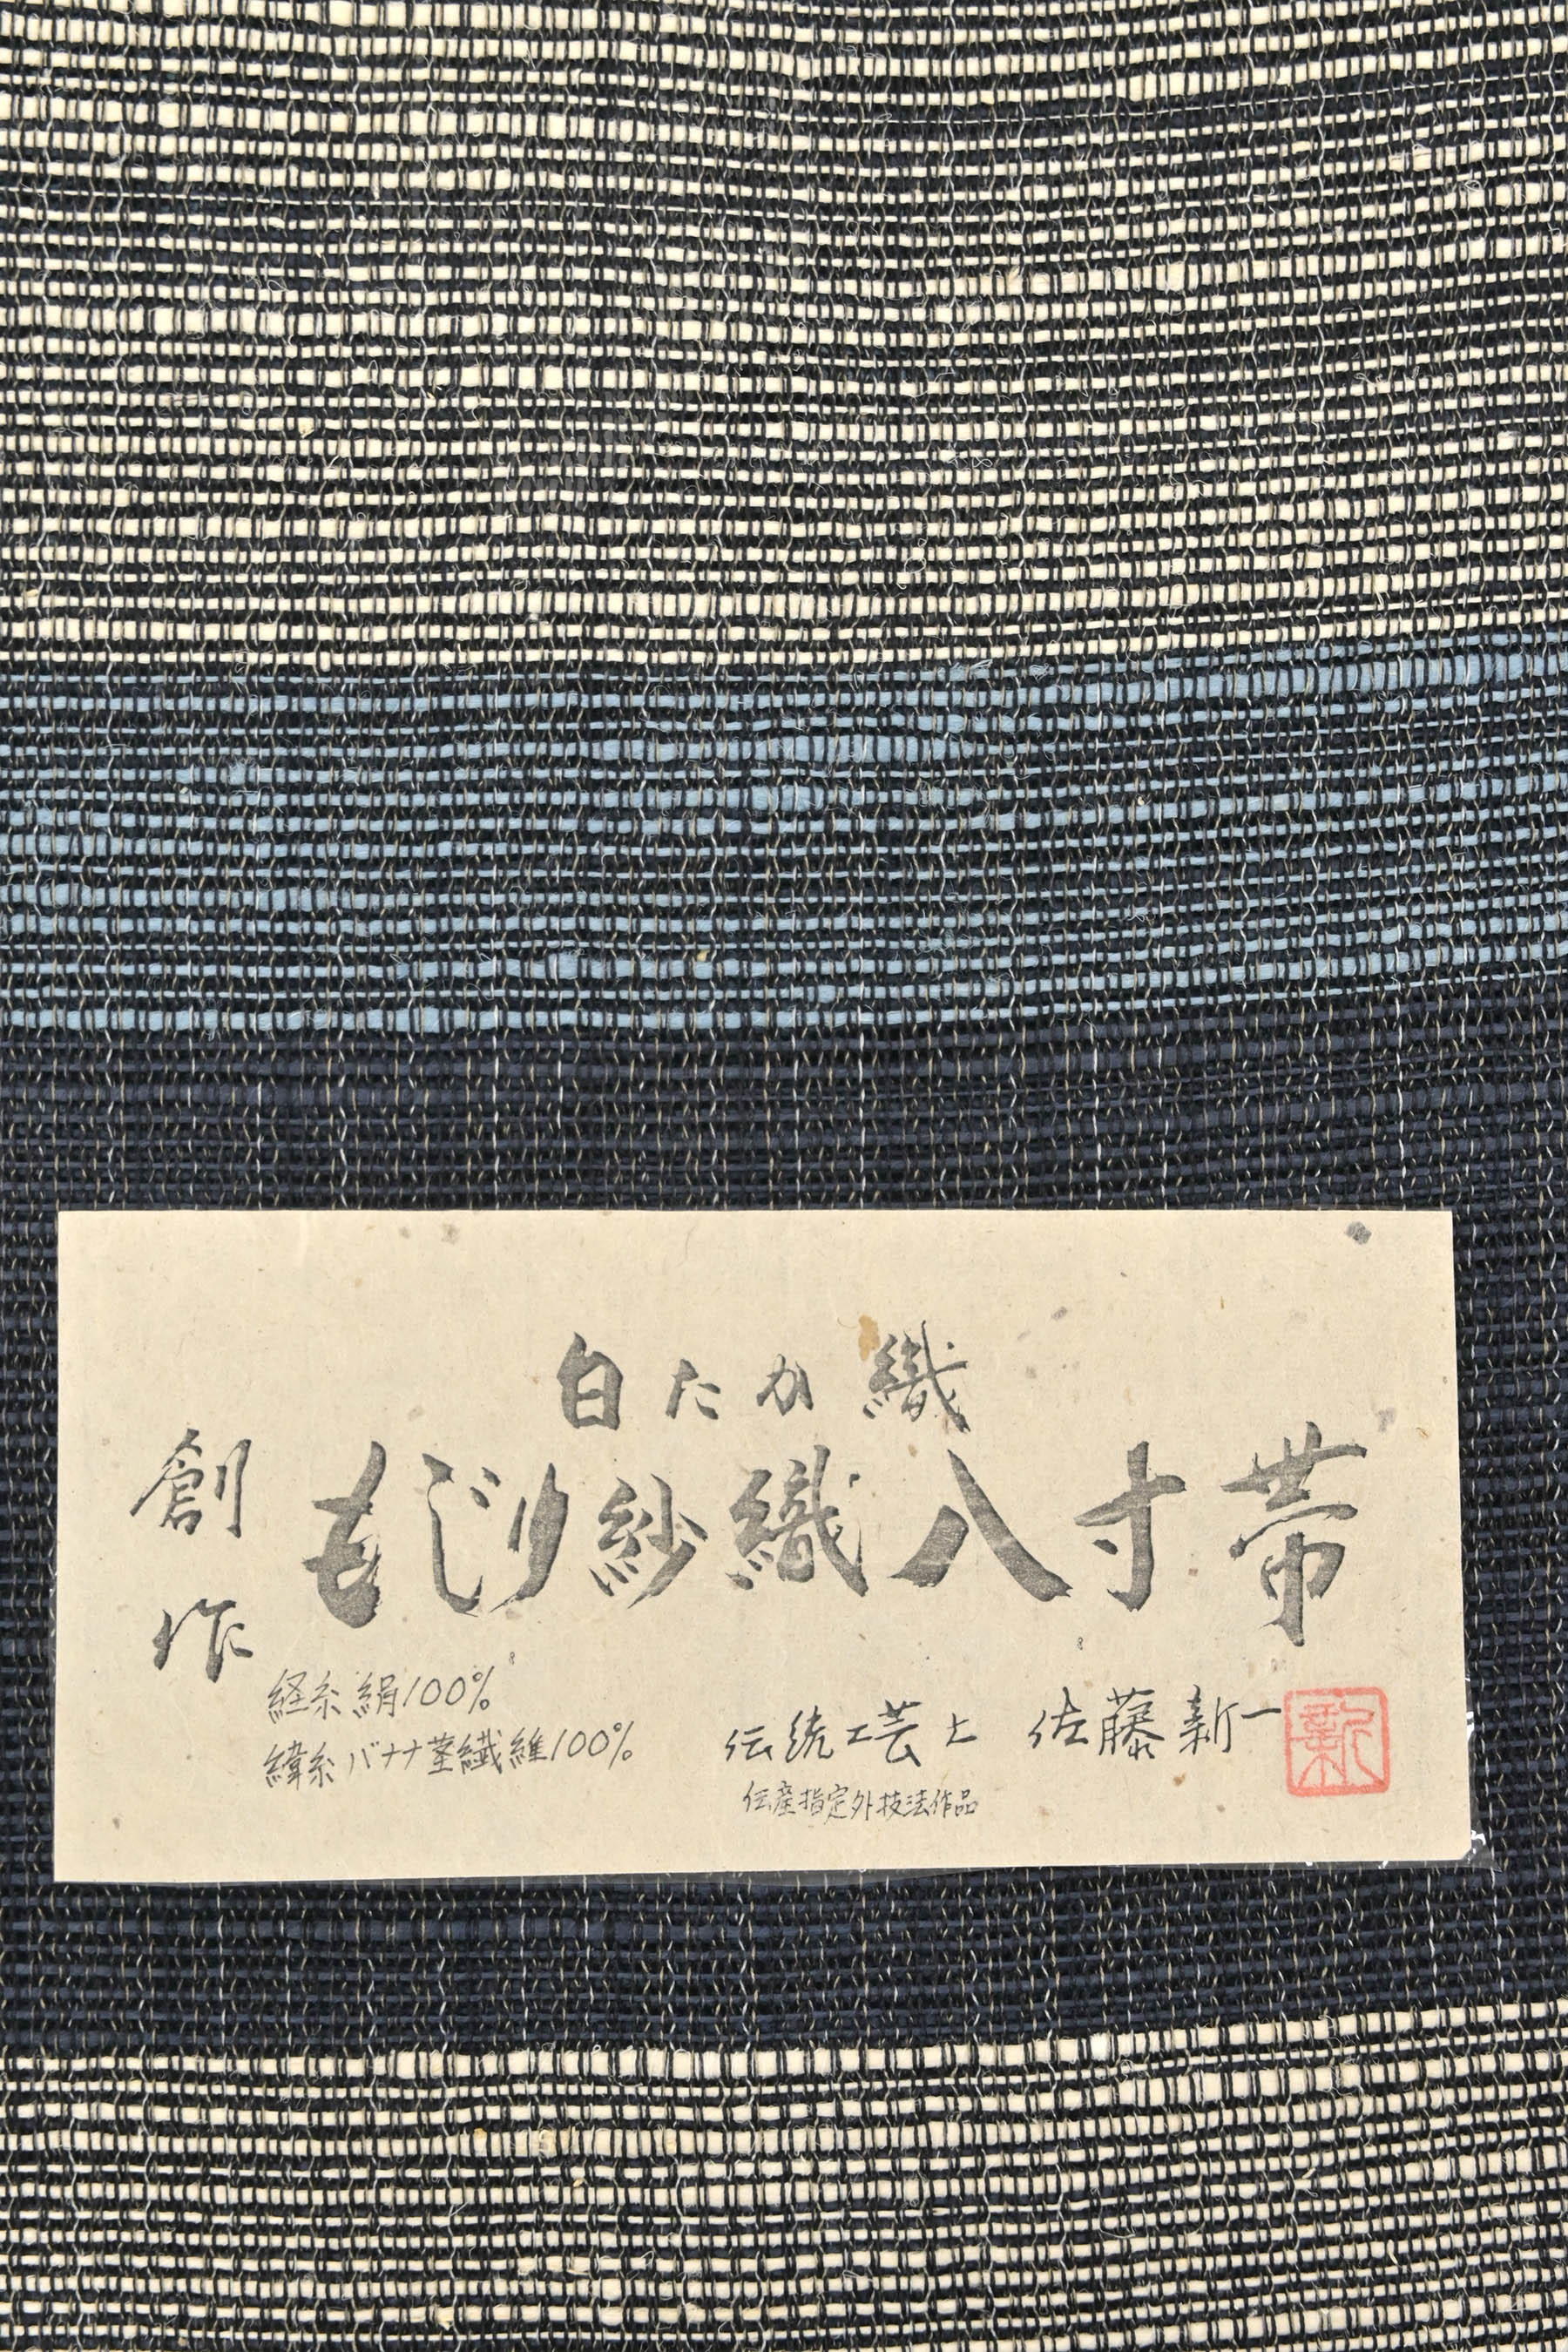 白たか織
創作
もじり紗織八寸帯
経糸絹100%
緯糸バナナ茎繊維100%
伝統工芸士 佐藤新一
新
伝産指定外技法作品